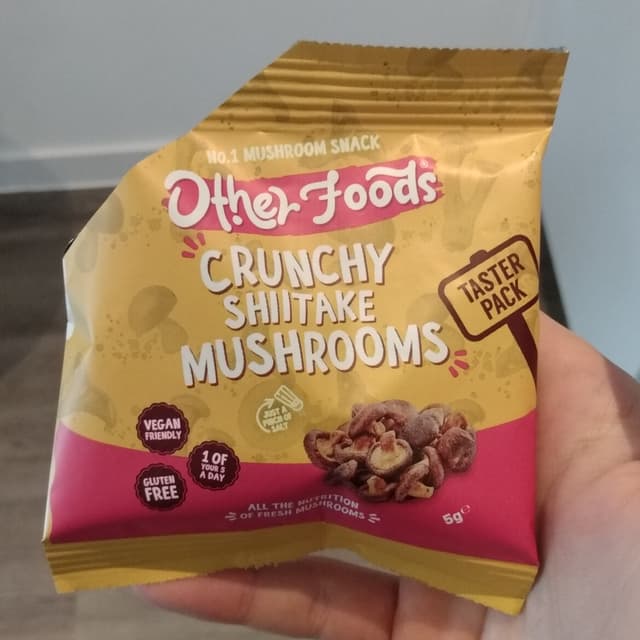 NO.1 MUSHROOM SNACK
Other Foods®
CRUNCHY
SHIITAKE
MUSHROOMS
TASTER
PACK
JUST A
PINCH OF
SALT
VEGAN
FRIENDLY
1 OF
YOUR 5
A DAY
GLUTEN
FREE
ALL THE NUTRITION
OF FRESH MUSHROOMS
5g℮